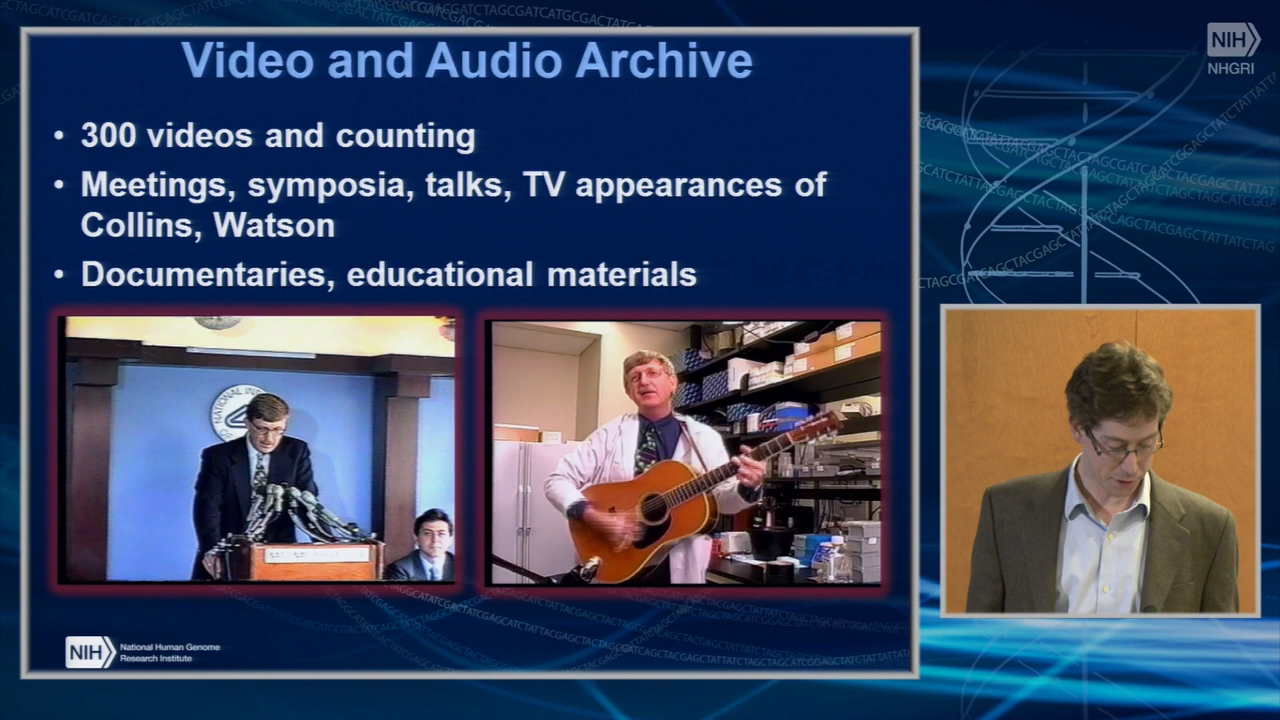 Video and Audio Archive
• 300 videos and counting
• Meetings, symposia, talks, TV appearances of
Collins, Watson
• Documentaries, educational materials
NATIONAL
NIH
National Human Genome
Research Institute
NIH
NHGRI